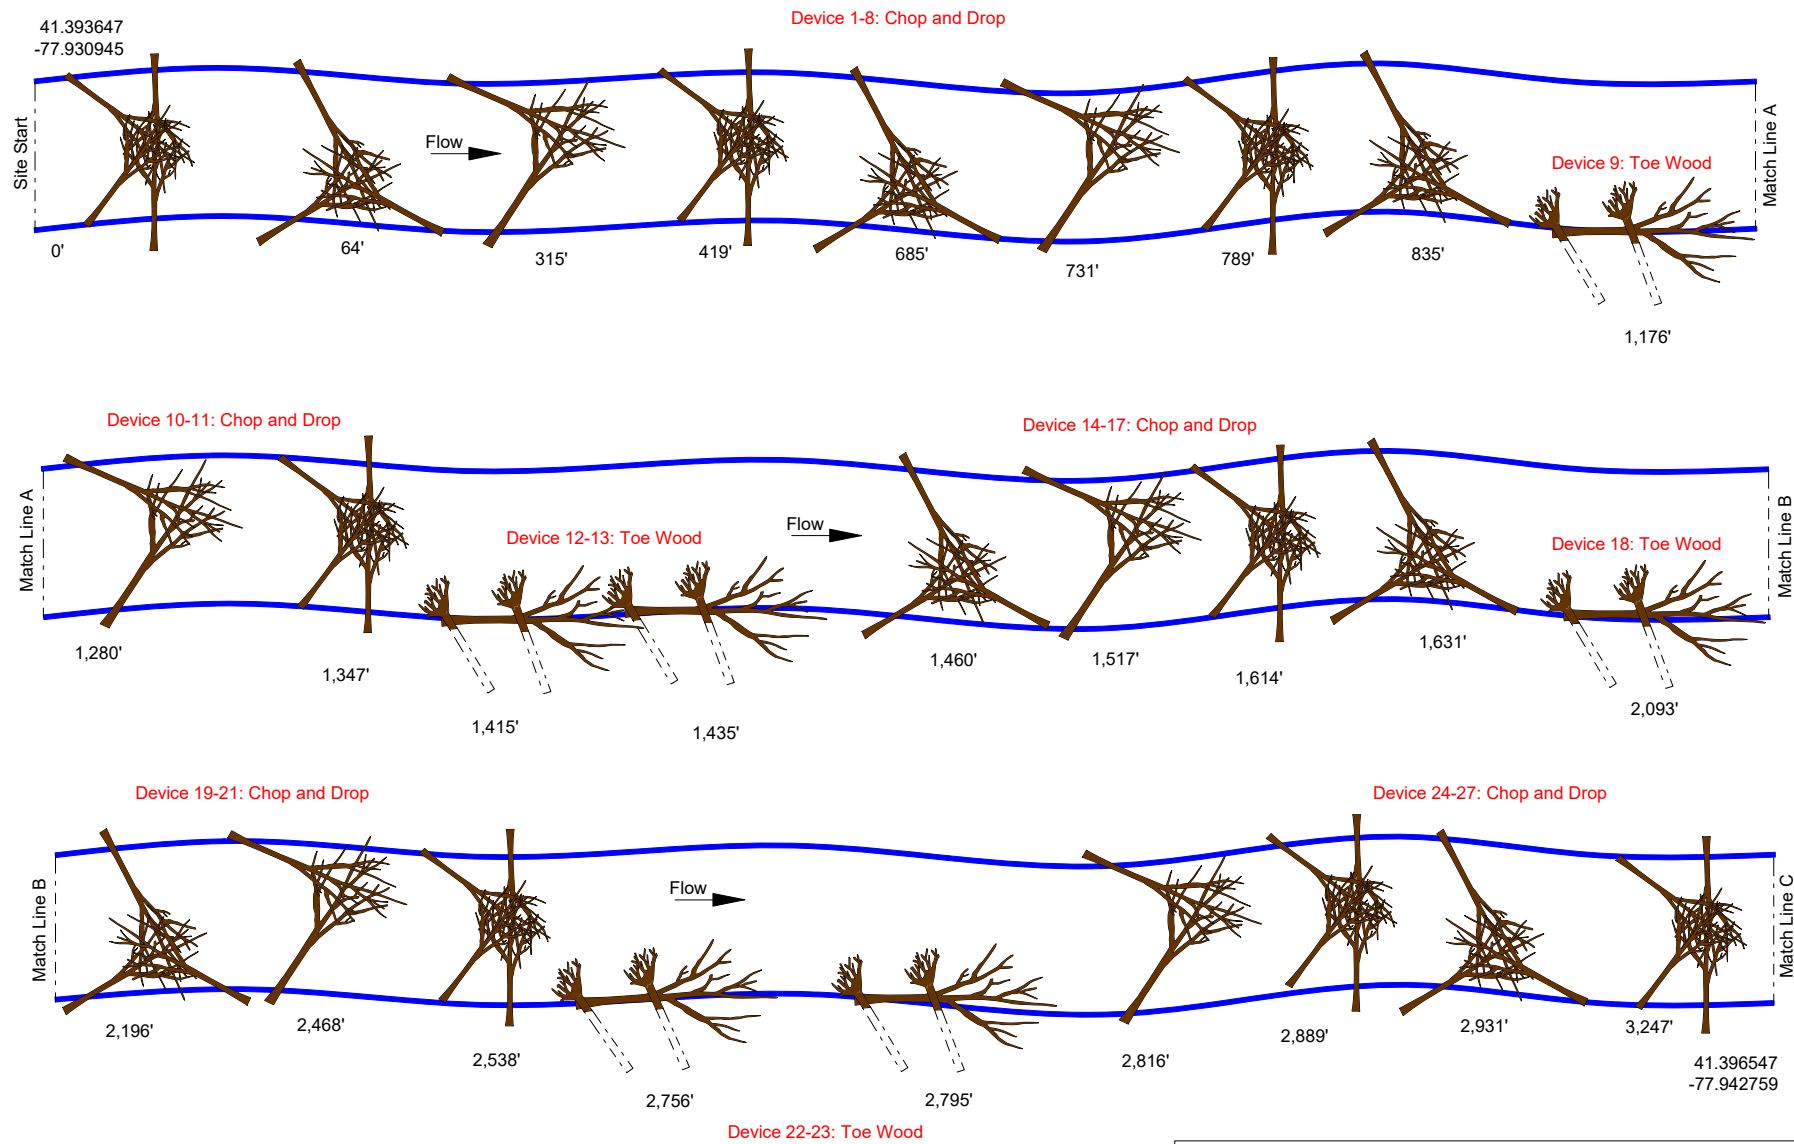 Device 1-8: Chop and Drop
41.393647
-77.930945
Site Start
Flow
Match Line A
Device 9: Toe Wood
0'
64'
315'
419'
685'
731'
789'
835'
1,176'
Device 10-11: Chop and Drop
Device 14-17: Chop and Drop
Match Line A
Device 12-13: Toe Wood
Flow
Device 18: Toe Wood
Match Line B
1,280'
1,347'
1,415'
1,435'
1,460'
1,517'
1,614'
1,631'
2,093'
Device 19-21: Chop and Drop
Device 24-27: Chop and Drop
Match Line B
Flow
Match Line C
2,196'
2,468'
2,538'
2,756'
2,795'
2,816'
2,889'
2,931'
3,247'
41.396547
-77.942759
Device 22-23: Toe Wood